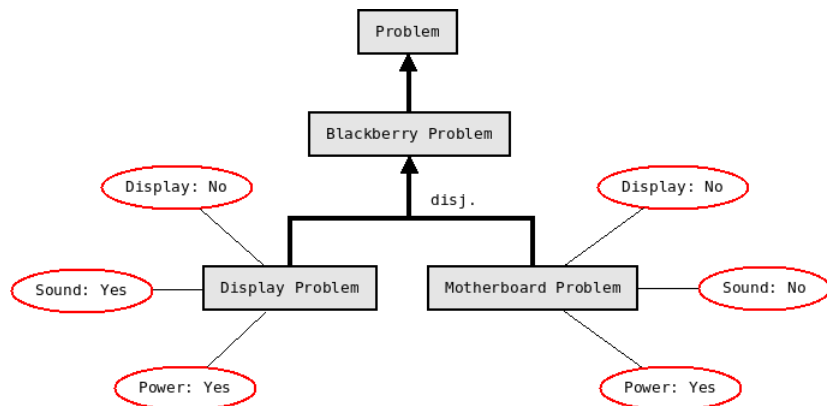 Problem
Blackberry Problem
Display: No
disj.
Display: No
Sound: Yes
Display Problem
Motherboard Problem
Sound: No
Power: Yes
Power: Yes